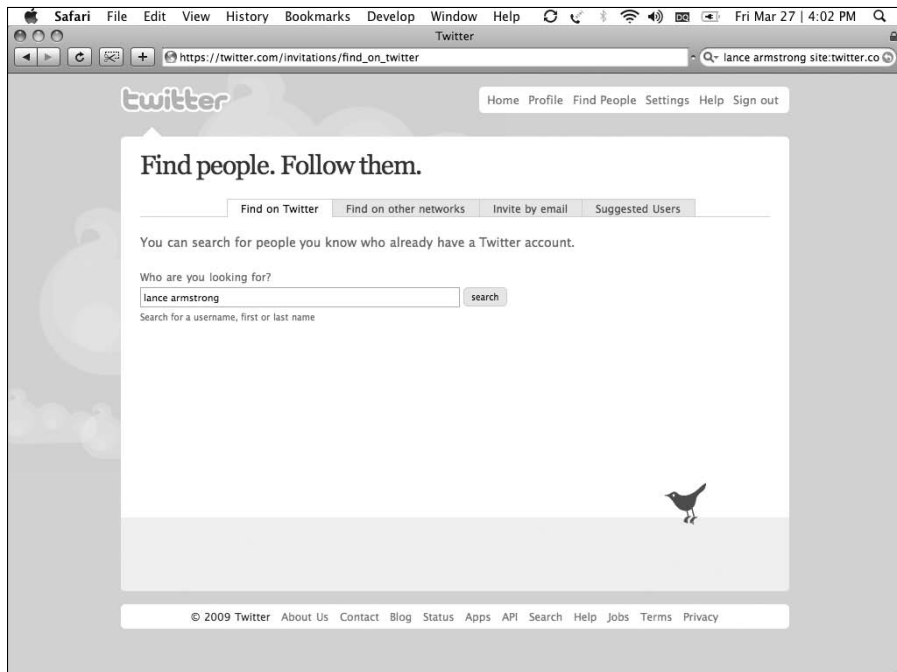 Safari File Edit View History Bookmarks Develop Window Help DQ Fri Mar 27 | 4:02 PM
Twitter
https://twitter.com/invitations/find_on_twitter lance armstrong site:twitter.co
twitter Home Profile Find People Settings Help Sign out
Find people. Follow them.
Find on Twitter Find on other networks Invite by email Suggested Users
You can search for people you know who already have a Twitter account.
Who are you looking for?
lance armstrong search
Search for a username, first or last name
© 2009 Twitter About Us Contact Blog Status Apps API Search Help Jobs Terms Privacy